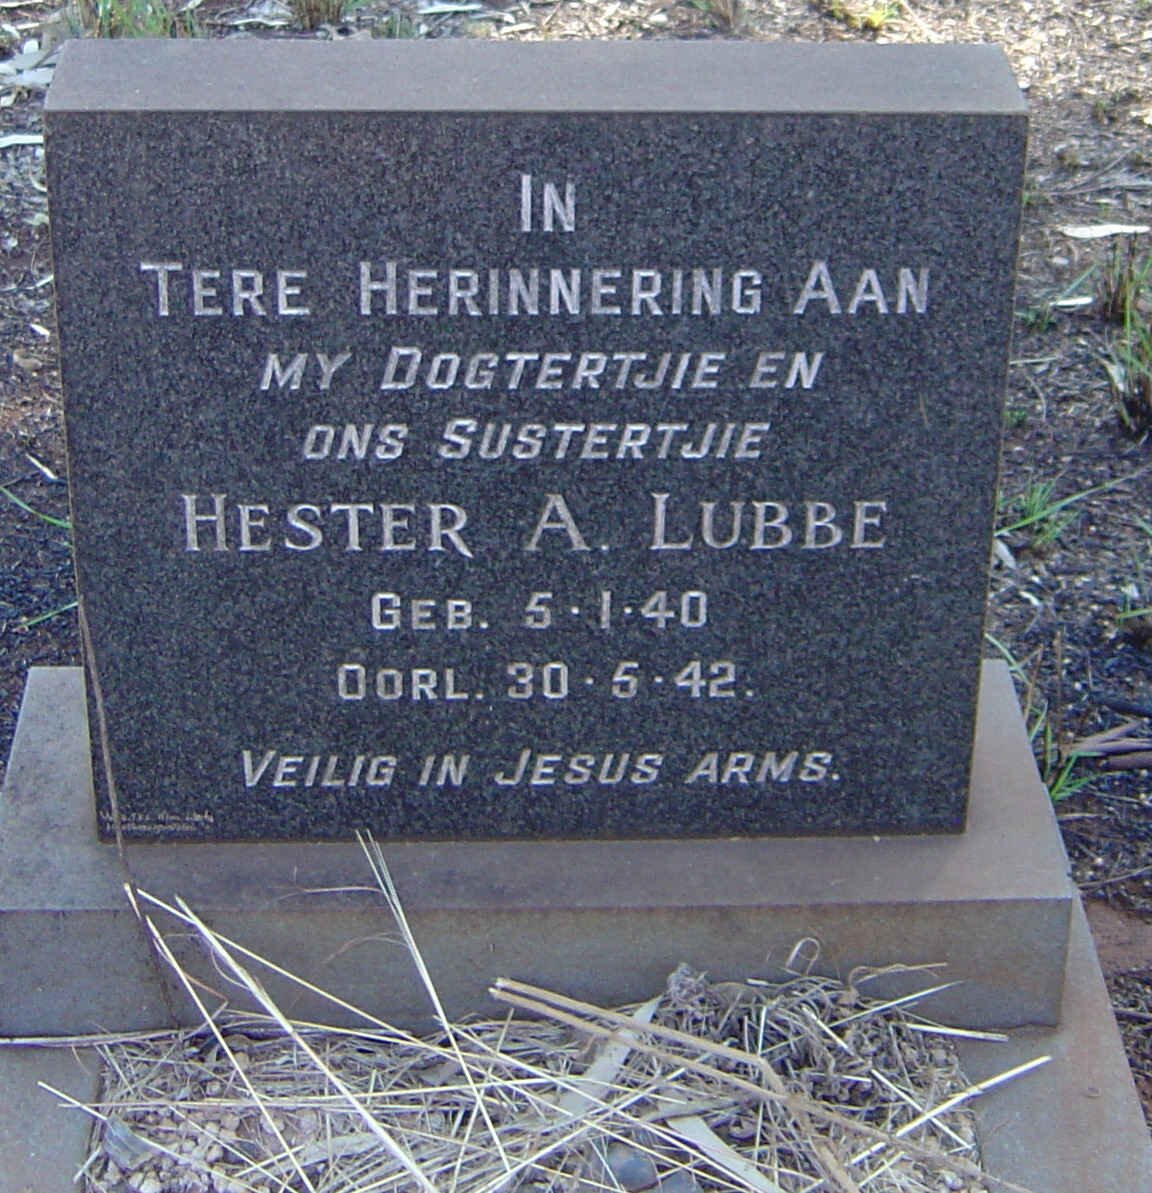 IN
TERE HERINNERING AAN
MY DOGTERTJIE EN
ONS SUSTERTJIE
HESTER A. LUBBE
GEB. 5·1·40
OORL. 30·5·42.
VEILIG IN JESUS ARMS.